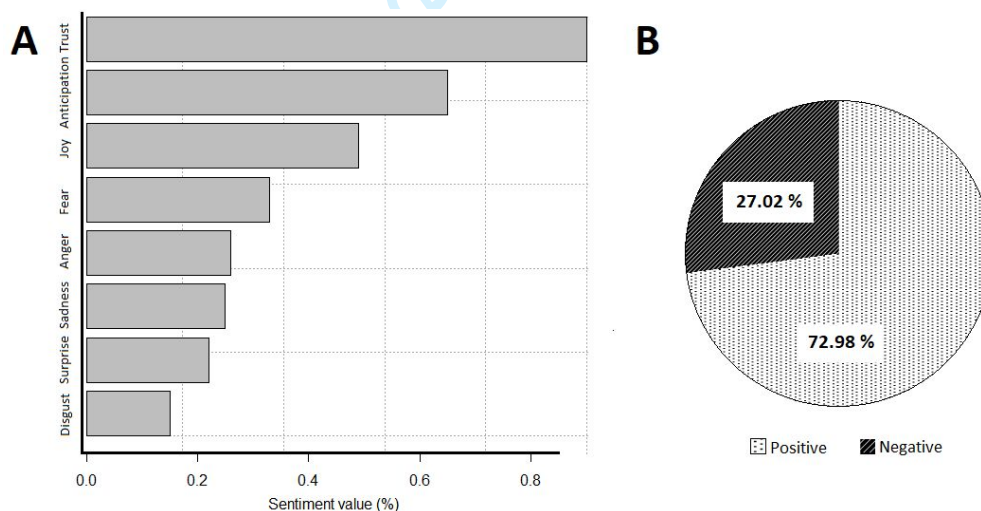 A
Trust
Anticipation
Joy
Fear
Anger
Sadness
Surprise
Disgust
0.0 0.2 0.4 0.6 0.8
Sentiment value (%)
B
27.02 %
72.98 %
Positive Negative